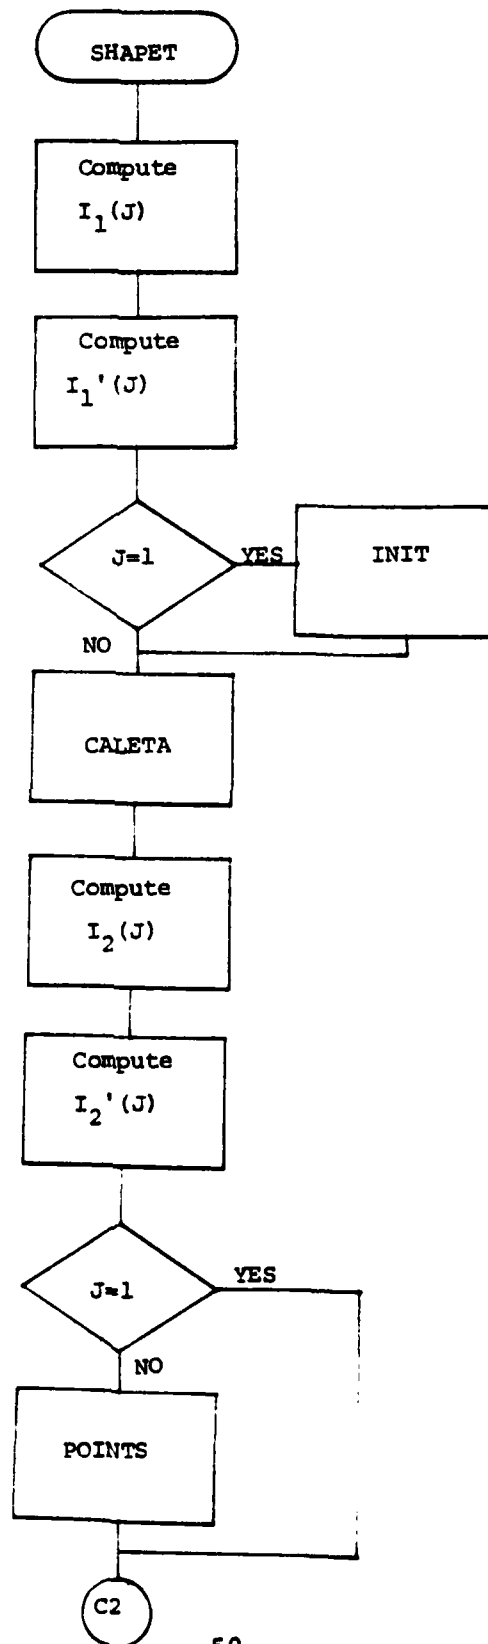 SHAPET
Compute
I₁(J)
Compute
I₁'(J)
J=1
YES
INIT
NO
CALETA
Compute
I₂(J)
Compute
I₂'(J)
J=1
YES
NO
POINTS
C2
50